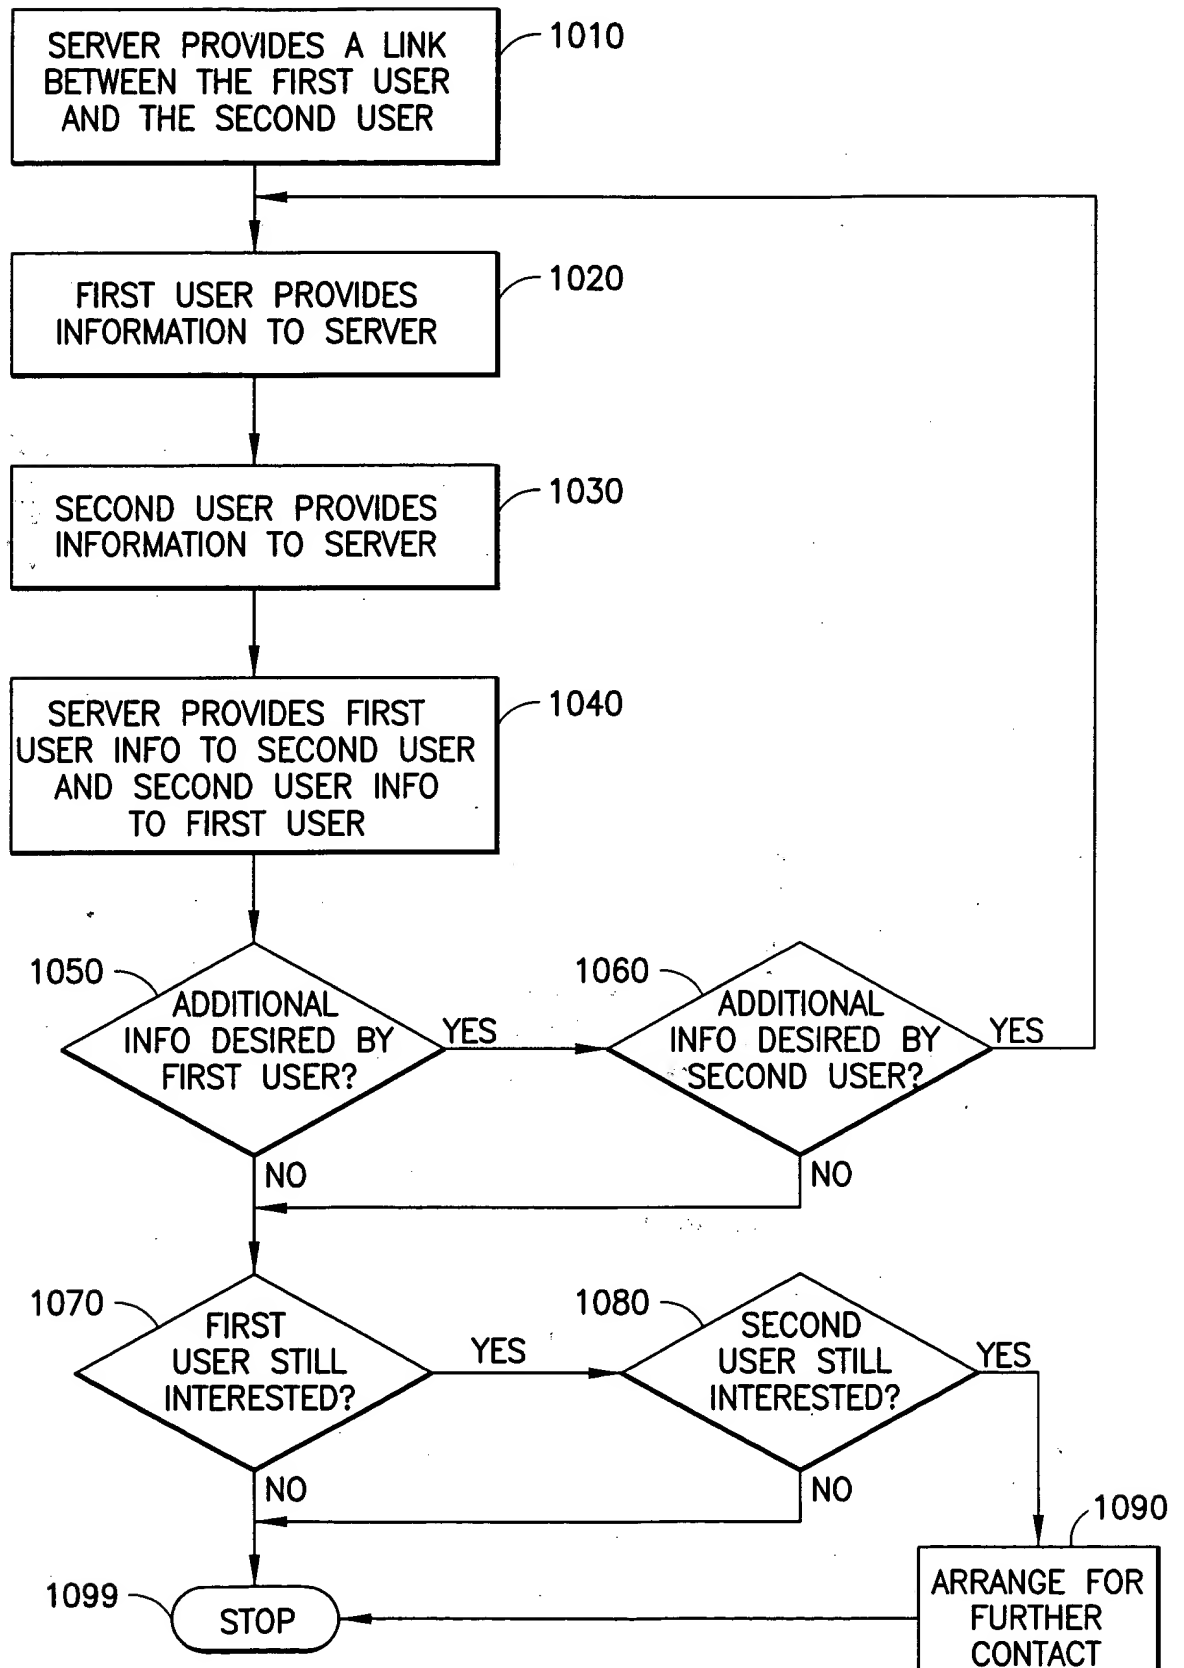 SERVER PROVIDES A LINK
BETWEEN THE FIRST USER
AND THE SECOND USER
1010
FIRST USER PROVIDES
INFORMATION TO SERVER
1020
SECOND USER PROVIDES
INFORMATION TO SERVER
1030
SERVER PROVIDES FIRST
USER INFO TO SECOND USER
AND SECOND USER INFO
TO FIRST USER
1040
1050
ADDITIONAL
INFO DESIRED BY
FIRST USER?
YES
NO
1060
ADDITIONAL
INFO DESIRED BY
SECOND USER?
YES
NO
1070
FIRST
USER STILL
INTERESTED?
YES
NO
1080
SECOND
USER STILL
INTERESTED?
YES
NO
1090
ARRANGE FOR
FURTHER
CONTACT
1099
STOP